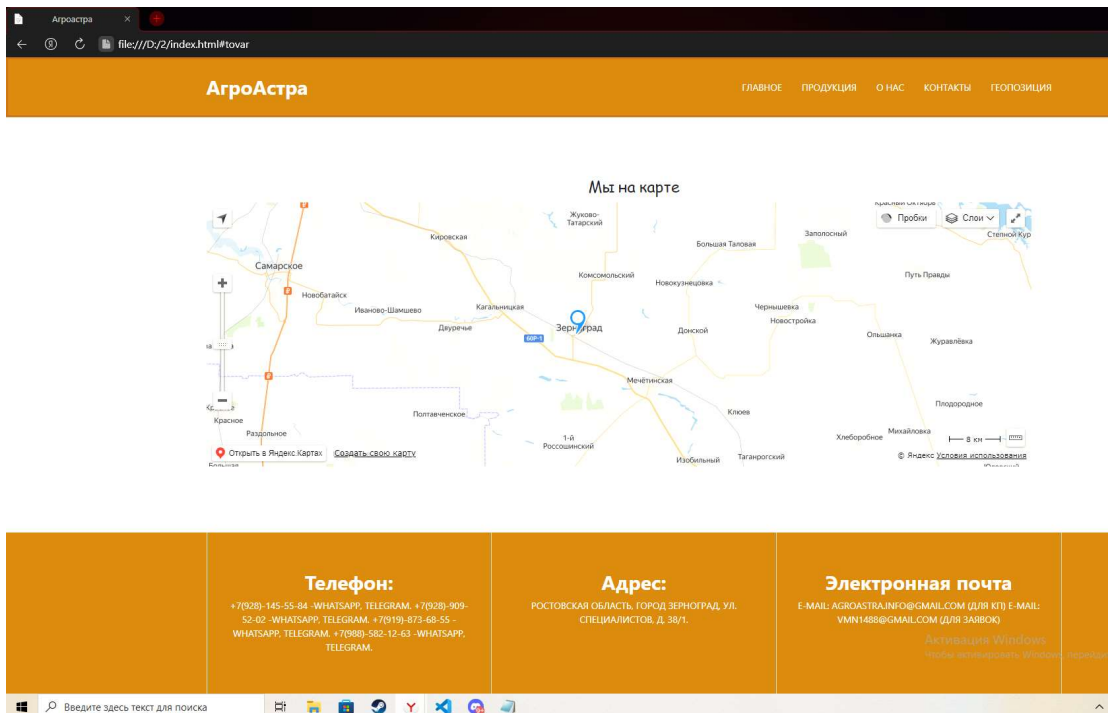 Агроастра
file:///D:/2/index.html#tovar
АгроАстра
ГЛАВНОЕ ПРОДУКЦИЯ О НАС КОНТАКТЫ ГЕОПОЗИЦИЯ
Мы на карте
Пробки Слои
Жуково-
Татарский
Кировская
Большая Таловая
Заполосный
Степной Кур
Самарское
Комсомольский
Новокузнецовка
Путь Правды
Новобатайск
Иваново-Шамшево
Кагальницкая
Чернышевка
Новостройка
Двуречье
60Р-1
Донской
Ольшанка
Журавлёвка
Мечётинская
Красное
Полтавченское
Клюев
Плодородное
Раздольное
1-й
Россошинский
Хлеборобное
Михайловка
8 км
Открыть в Яндекс.Картах Создать свою карту
Изобильный
Таганрогский
© Яндекс Условия использования
Телефон:
+7(928)-145-55-84 -WHATSAPP, TELEGRAM. +7(928)-909-
52-02 -WHATSAPP, TELEGRAM. +7(919)-873-68-55 -
WHATSAPP, TELEGRAM. +7(988)-582-12-63 -WHATSAPP,
TELEGRAM.
Адрес:
РОСТОВСКАЯ ОБЛАСТЬ, ГОРОД ЗЕРНОГРАД, УЛ.
СПЕЦИАЛИСТОВ, Д. 38/1.
Электронная почта
E-MAIL: AGROASTRA.INFO@GMAIL.COM (ДЛЯ КП) E-MAIL:
VMN1488@GMAIL.COM (ДЛЯ ЗАЯВОК)
Активация Windows
Чтобы активировать Windows,
Введите здесь текст для поиска